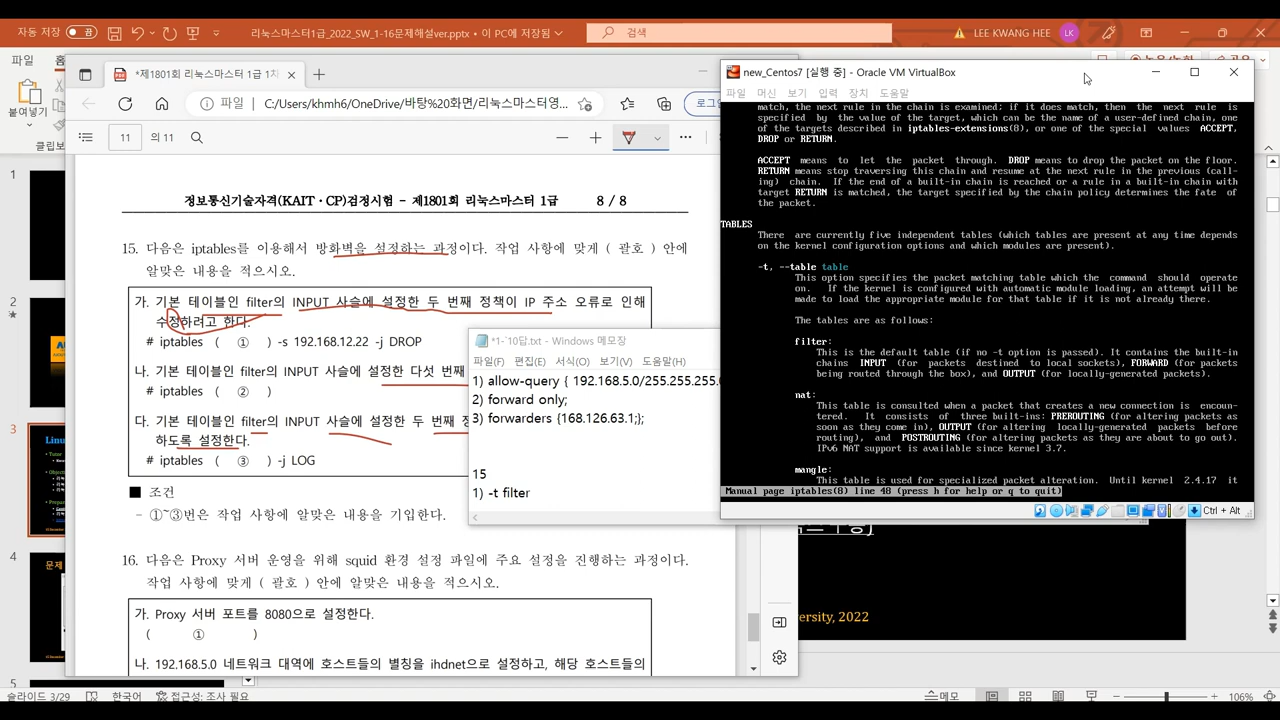 자동 저장 끔
리눅스마스터1급_2022_SW_1-16문제해설ver.pptx • 이 PC에 저장됨
검색
LEE KWANG HEE LK
파일
붙여넣기
클립보
*제1801회 리눅스마스터 1급 1차
파일 C:/Users/khmh6/OneDrive/바탕%20화면/리눅스마스터영...
로그
11 의 11
정보통신기술자격(KAIT・CP)검정시험 - 제1801회 리눅스마스터 1급 8 / 8
15. 다음은 iptables를 이용해서 방화벽을 설정하는 과정이다. 작업 사항에 맞게 ( 괄호 ) 안에
알맞은 내용을 적으시오.
가. 기본 테이블인 filter의 INPUT 사슬에 설정한 두 번째 정책이 IP 주소 오류로 인해
수정하려고 한다.
# iptables ( ① ) -s 192.168.12.22 -j DROP
나. 기본 테이블인 filter의 INPUT 사슬에 설정한 다섯 번째
# iptables ( ② )
다. 기본 테이블인 filter의 INPUT 사슬에 설정한 두 번째 정
하도록 설정한다.
# iptables ( ③ ) -j LOG
■ 조건
- ①~③번은 작업 사항에 알맞은 내용을 기입한다.
16. 다음은 Proxy 서버 운영을 위해 squid 환경 설정 파일에 주요 설정을 진행하는 과정이다.
작업 사항에 맞게 ( 괄호 ) 안에 알맞은 내용을 적으시오.
가. Proxy 서버 포트를 8080으로 설정한다.
( ① )
나. 192.168.5.0 네트워크 대역에 호스트들의 별칭을 ihdnet으로 설정하고, 해당 호스트들의
*1-`10답.txt - Windows 메모장
파일(F) 편집(E) 서식(O) 보기(V) 도움말(H)
1) allow-query { 192.168.5.0/255.255.255.0
2) forward only;
3) forwarders {168.126.63.1;};
15
1) -t filter
new_Centos7 [실행 중] - Oracle VM VirtualBox
파일 머신 보기 입력 장치 도움말
match, the next rule in the chain is examined; if it does match, then the next rule is
specified by the value of the target, which can be the name of a user-defined chain, one
of the targets described in iptables-extensions(8), or one of the special values ACCEPT,
DROP or RETURN.
ACCEPT means to let the packet through. DROP means to drop the packet on the floor.
RETURN means stop traversing this chain and resume at the next rule in the previous (call-
ing) chain. If the end of a built-in chain is reached or a rule in a built-in chain with
target RETURN is matched, the target specified by the chain policy determines the fate of
the packet.
TABLES
There are currently five independent tables (which tables are present at any time depends
on the kernel configuration options and which modules are present).
-t, --table table
This option specifies the packet matching table which the command should operate
on. If the kernel is configured with automatic module loading, an attempt will be
made to load the appropriate module for that table if it is not already there.
The tables are as follows:
filter:
This is the default table (if no -t option is passed). It contains the built-in
chains INPUT (for packets destined to local sockets), FORWARD (for packets
being routed through the box), and OUTPUT (for locally-generated packets).
nat:
This table is consulted when a packet that creates a new connection is encoun-
tered. It consists of three built-ins: PREROUTING (for altering packets as
soon as they come in), OUTPUT (for altering locally-generated packets before
routing), and POSTROUTING (for altering packets as they are about to go out).
IPv6 NAT support is available since kernel 3.7.
mangle:
This table is used for specialized packet alteration. Until kernel 2.4.17 it
Manual page iptables(8) line 48 (press h for help or q to quit)
Ctrl + Alt
ersity, 2022
1
2
3
Linu
4
문제
5
슬라이드 3/29 한국어 접근성: 조사 필요 메모 106%